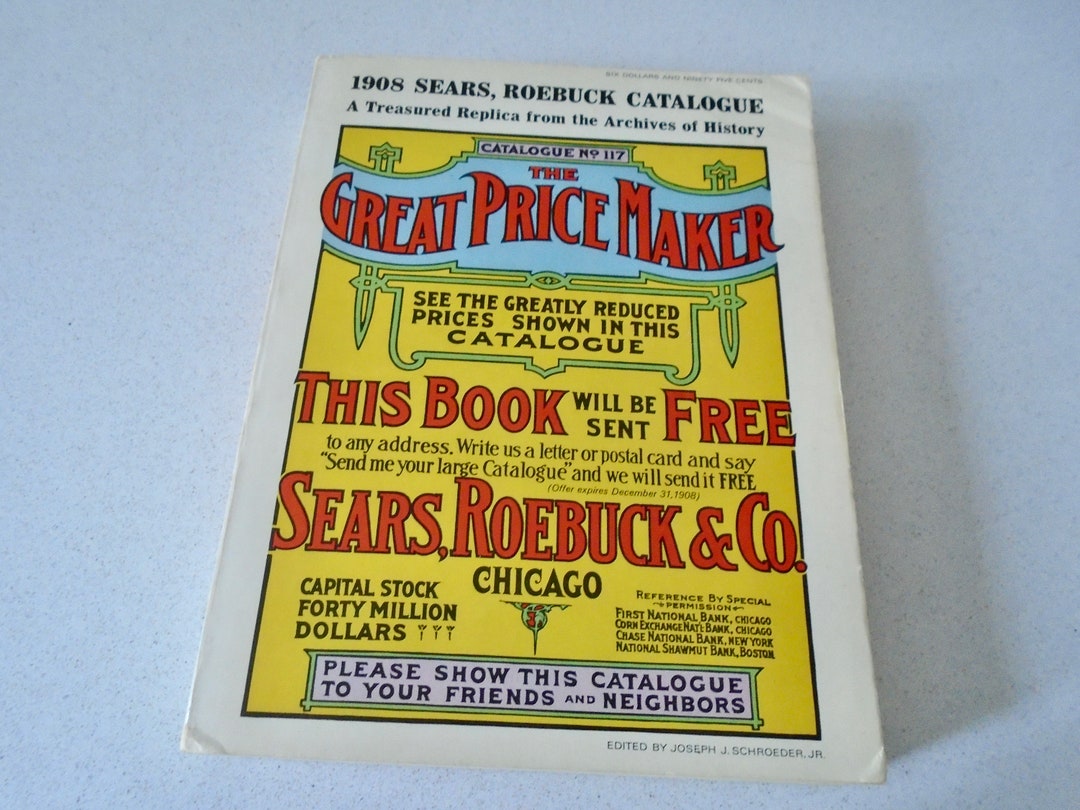 SIX DOLLARS AND NINETY FIVE CENTS
1908 SEARS, ROEBUCK CATALOGUE
A Treasured Replica from the Archives of History
CATALOGUE No 117
THE
GREAT PRICE MAKER
SEE THE GREATLY REDUCED
PRICES SHOWN IN THIS
CATALOGUE
THIS BOOK WILL BE SENT FREE
to any address. Write us a letter or postal card and say
"Send me your large Catalogue" and we will send it FREE
(Offer expires December 31, 1908)
SEARS, ROEBUCK & CO.
CHICAGO
CAPITAL STOCK
FORTY MILLION
DOLLARS
REFERENCE BY SPECIAL
PERMISSION
FIRST NATIONAL BANK, CHICAGO
CORN EXCHANGE NAT'L BANK, CHICAGO
CHASE NATIONAL BANK, NEW YORK
NATIONAL SHAWMUT BANK, BOSTON
PLEASE SHOW THIS CATALOGUE
TO YOUR FRIENDS AND NEIGHBORS
EDITED BY JOSEPH J. SCHROEDER, JR.